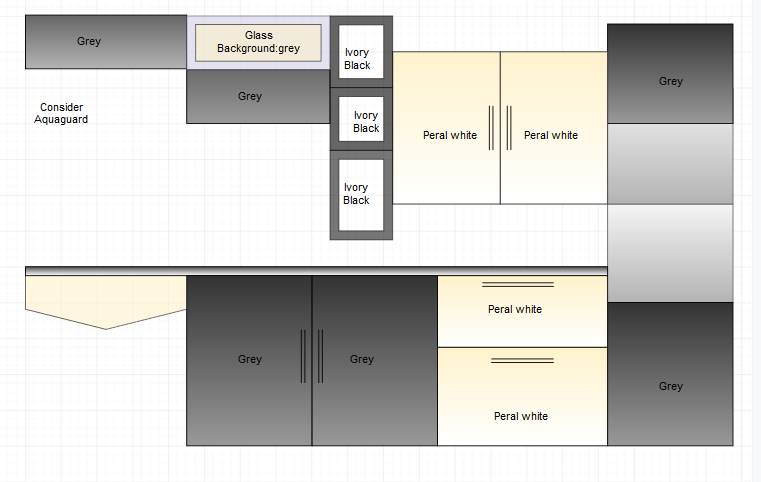 Grey
Glass
Background:grey
Ivory
Black
Grey
Grey
Consider
Aquaguard
Ivory
Black
Peral white
Peral white
Ivory
Black
Peral white
Grey
Grey
Grey
Peral white